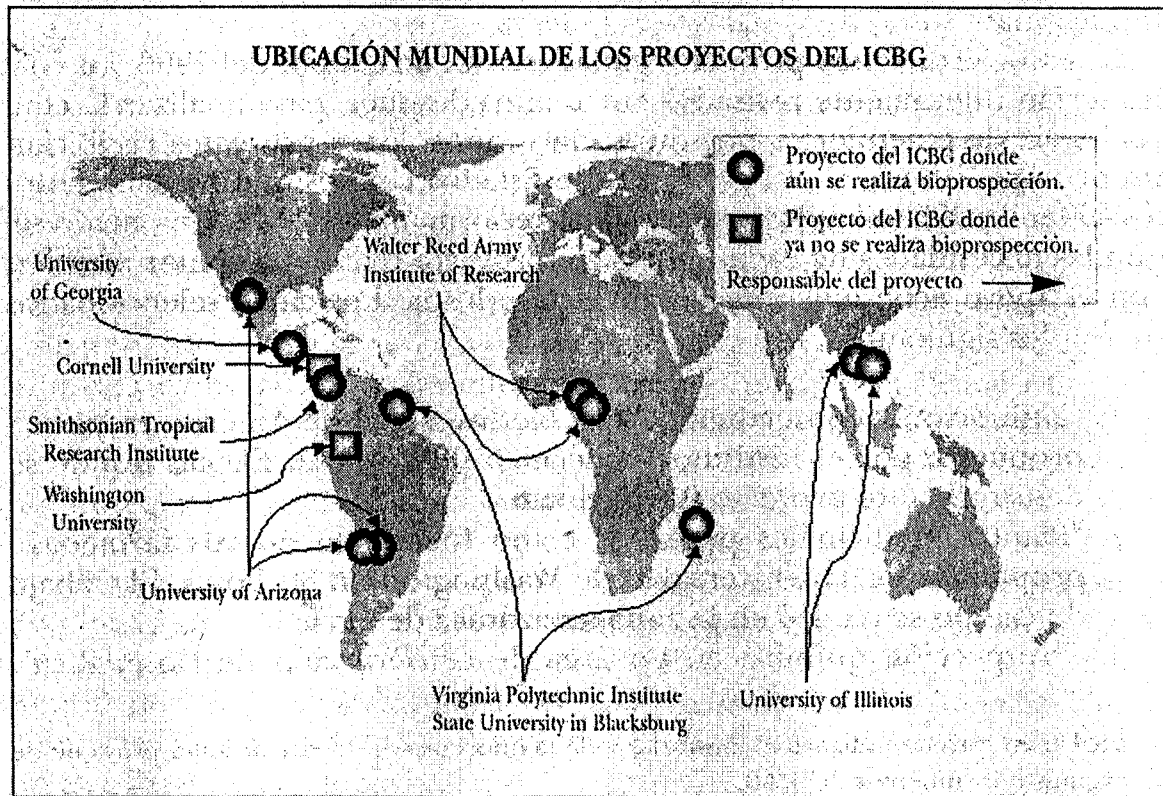 UBICACIÓN MUNDIAL DE LOS PROYECTOS DEL ICBG
Proyecto del ICBG donde
aún se realiza bioprospección.
Proyecto del ICBG donde
ya no se realiza bioprospección.
Responsable del proyecto
Walter Reed Army
Institute of Research
University
of Georgia
Cornell University
Smithsonian Tropical
Research Institute
Washington
University
University of Arizona
Virginia Polytechnic Institute
State University in Blacksburg
University of Illinois